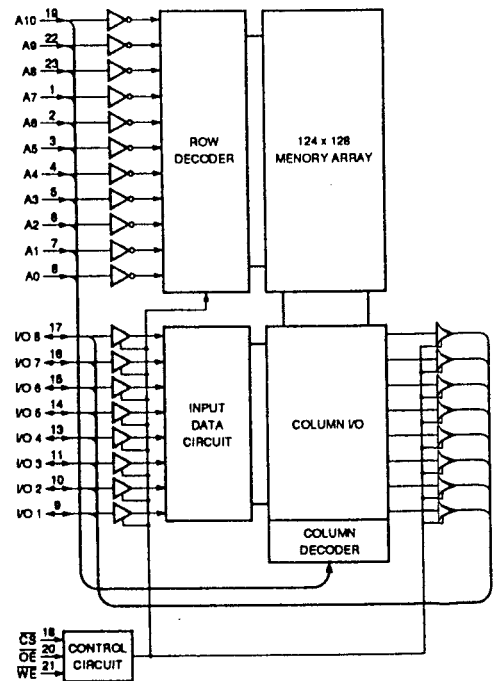 A10 19
A9 22
A8 23
A7 1
A6 2
A5 3
A4 4
A3 5
A2 6
A1 7
A0 8
ROW
DECODER
124 x 128
MENORY ARRAY
I/O 8 17
I/O 7 16
I/O 6 15
I/O 5 14
I/O 4 13
I/O 3 11
I/O 2 10
I/O 1 9
INPUT
DATA
CIRCUIT
COLUMN I/O
COLUMN
DECODER
CS 18
OE 20
WE 21
CONTROL
CIRCUIT